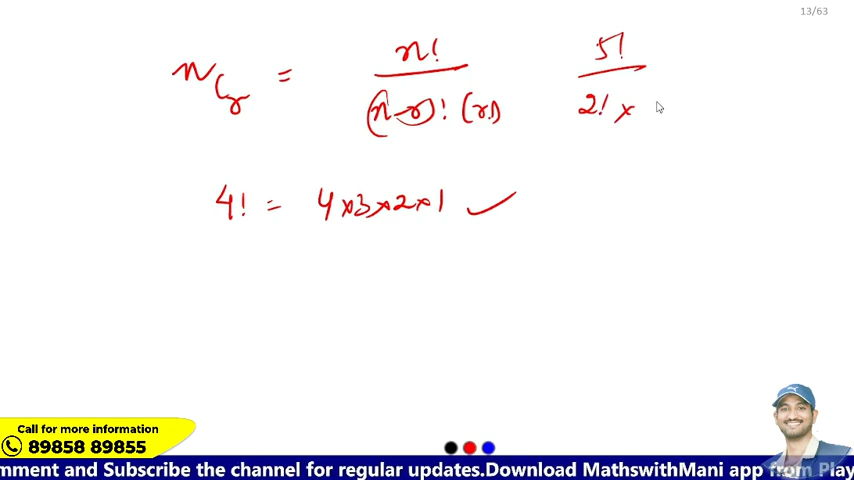 13/63
nCr = n! / (n-r)! (r!)   5! / 2! x
4! = 4x3x2x1 ✓
Call for more information
89858 89855
mment and Subscribe the channel for regular updates.Download MathswithMani app from Play